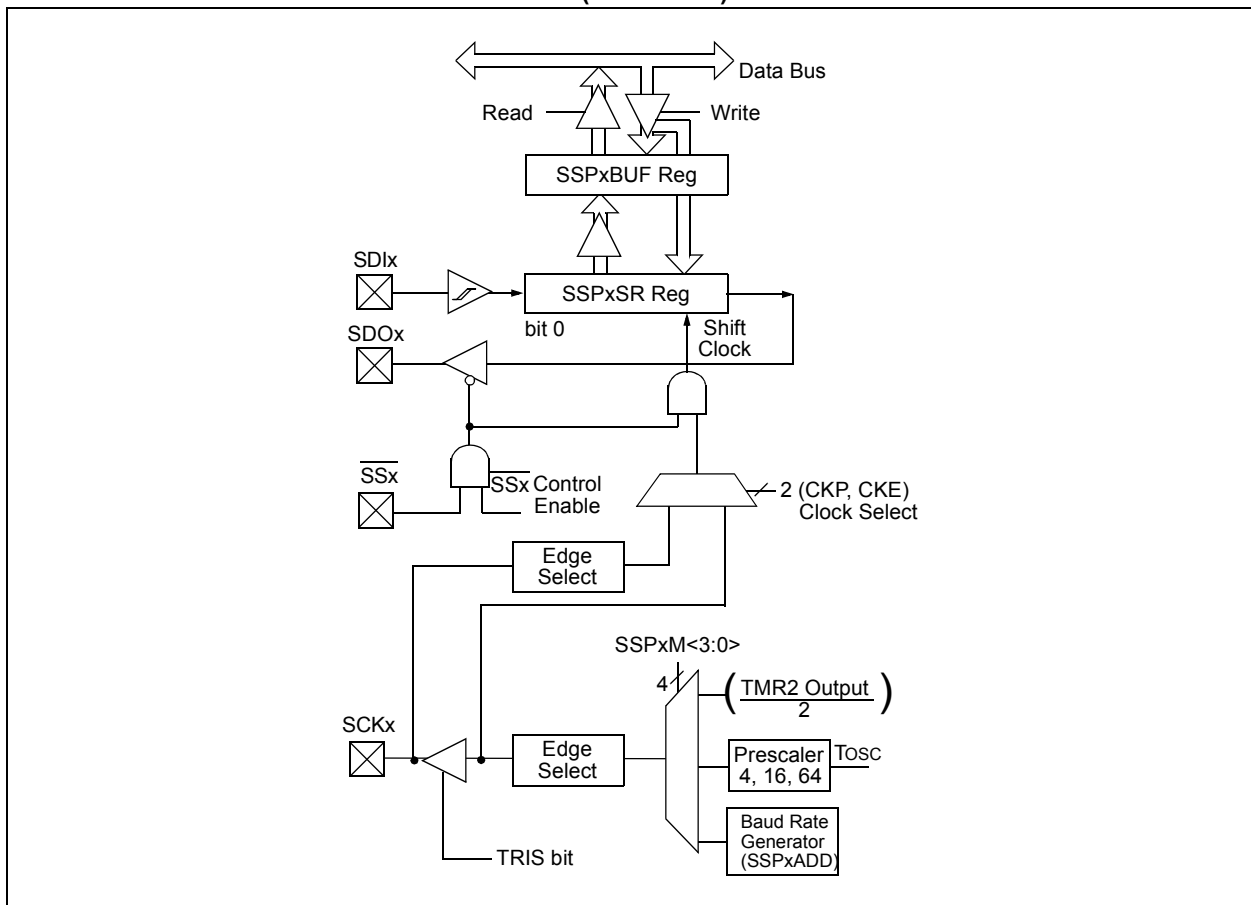 Data Bus
Read
Write
SSPxBUF Reg
SDIx
SSPxSR Reg
bit 0
Shift
Clock
SDOx
SSx
SSx Control
Enable
2 (CKP, CKE)
Clock Select
Edge
Select
SSPxM<3:0>
4
(TMR2 Output
2)
SCKx
Edge
Select
Prescaler
4, 16, 64
TOSC
Baud Rate
Generator
(SSPxADD)
TRIS bit